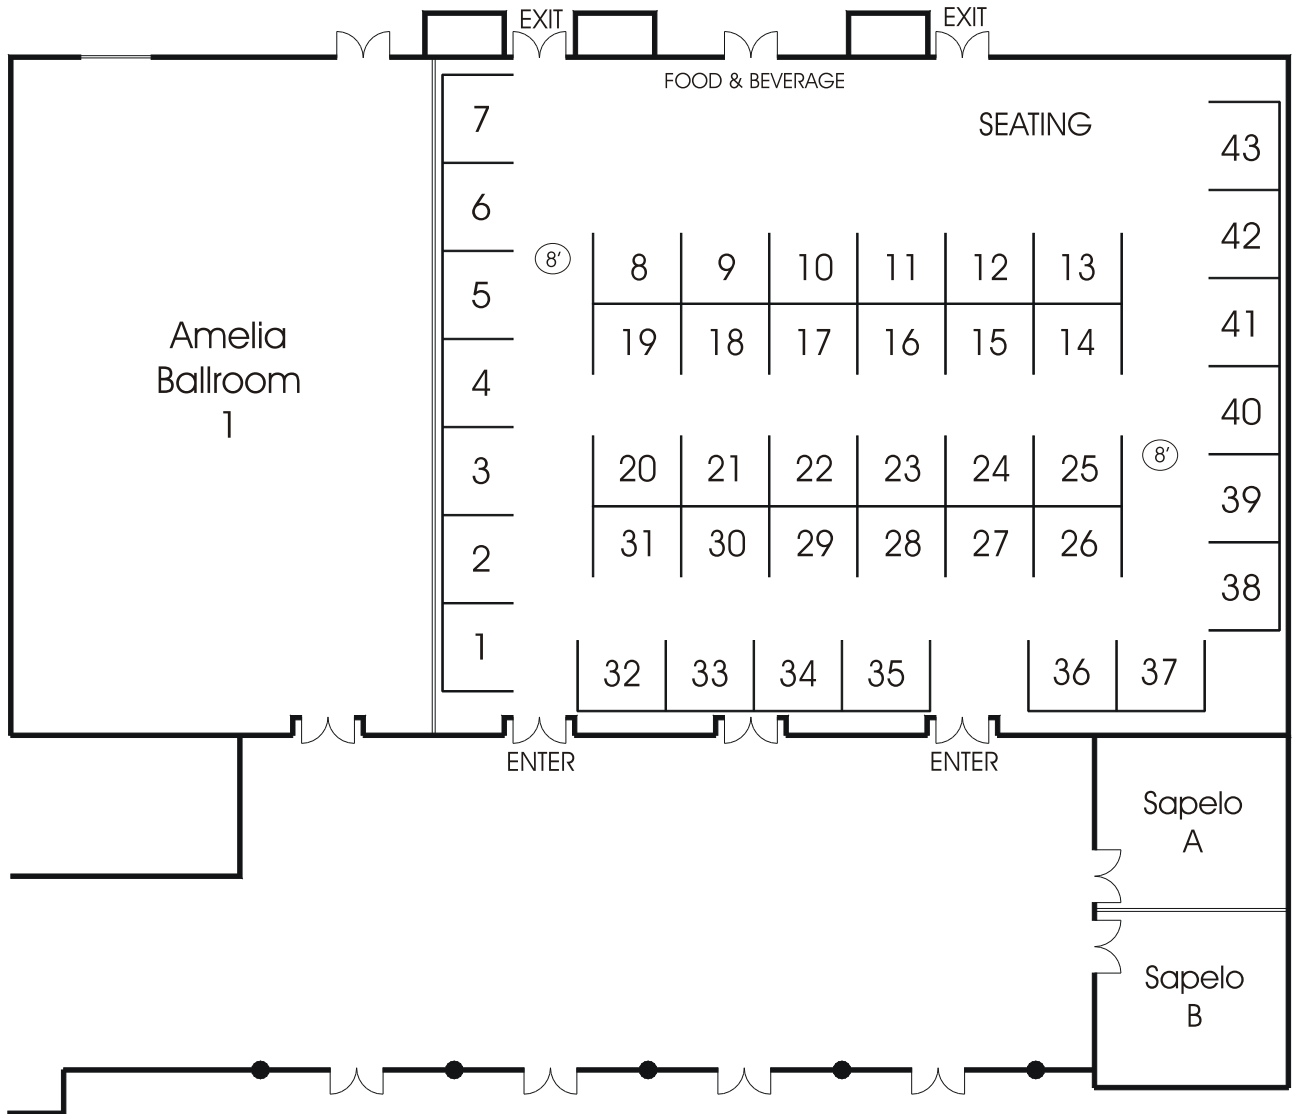 EXIT
EXIT
FOOD & BEVERAGE
SEATING
7
6
5
4
3
2
1
8'
8 9 10 11 12 13
19 18 17 16 15 14
20 21 22 23 24 25
31 30 29 28 27 26
8'
32 33 34 35
36 37
43
42
41
40
39
38
Amelia
Ballroom
1
ENTER
ENTER
Sapelo
A
Sapelo
B